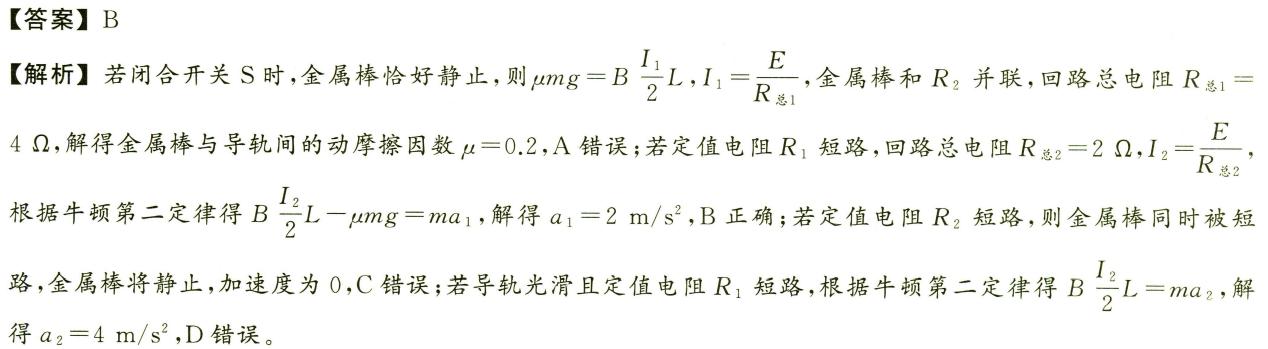 【答案】B
【解析】若闭合开关 S 时,金属棒恰好静止,则 $\mu mg=B\frac{I_1}{2}L$,$I_1=\frac{E}{R_{总1}}$,金属棒和 $R_2$ 并联,回路总电阻 $R_{总1}=$
4 Ω,解得金属棒与导轨间的动摩擦因数 $\mu=0.2$,A 错误;若定值电阻 $R_1$ 短路,回路总电阻 $R_{总2}=2\ Ω$,$I_2=\frac{E}{R_{总2}}$,
根据牛顿第二定律得 $B\frac{I_2}{2}L-\mu mg=ma_1$,解得 $a_1=2\ m/s^2$,B 正确;若定值电阻 $R_2$ 短路,则金属棒同时被短
路,金属棒将静止,加速度为 0,C 错误;若导轨光滑且定值电阻 $R_1$ 短路,根据牛顿第二定律得 $B\frac{I_2}{2}L=ma_2$,解
得 $a_2=4\ m/s^2$,D 错误。